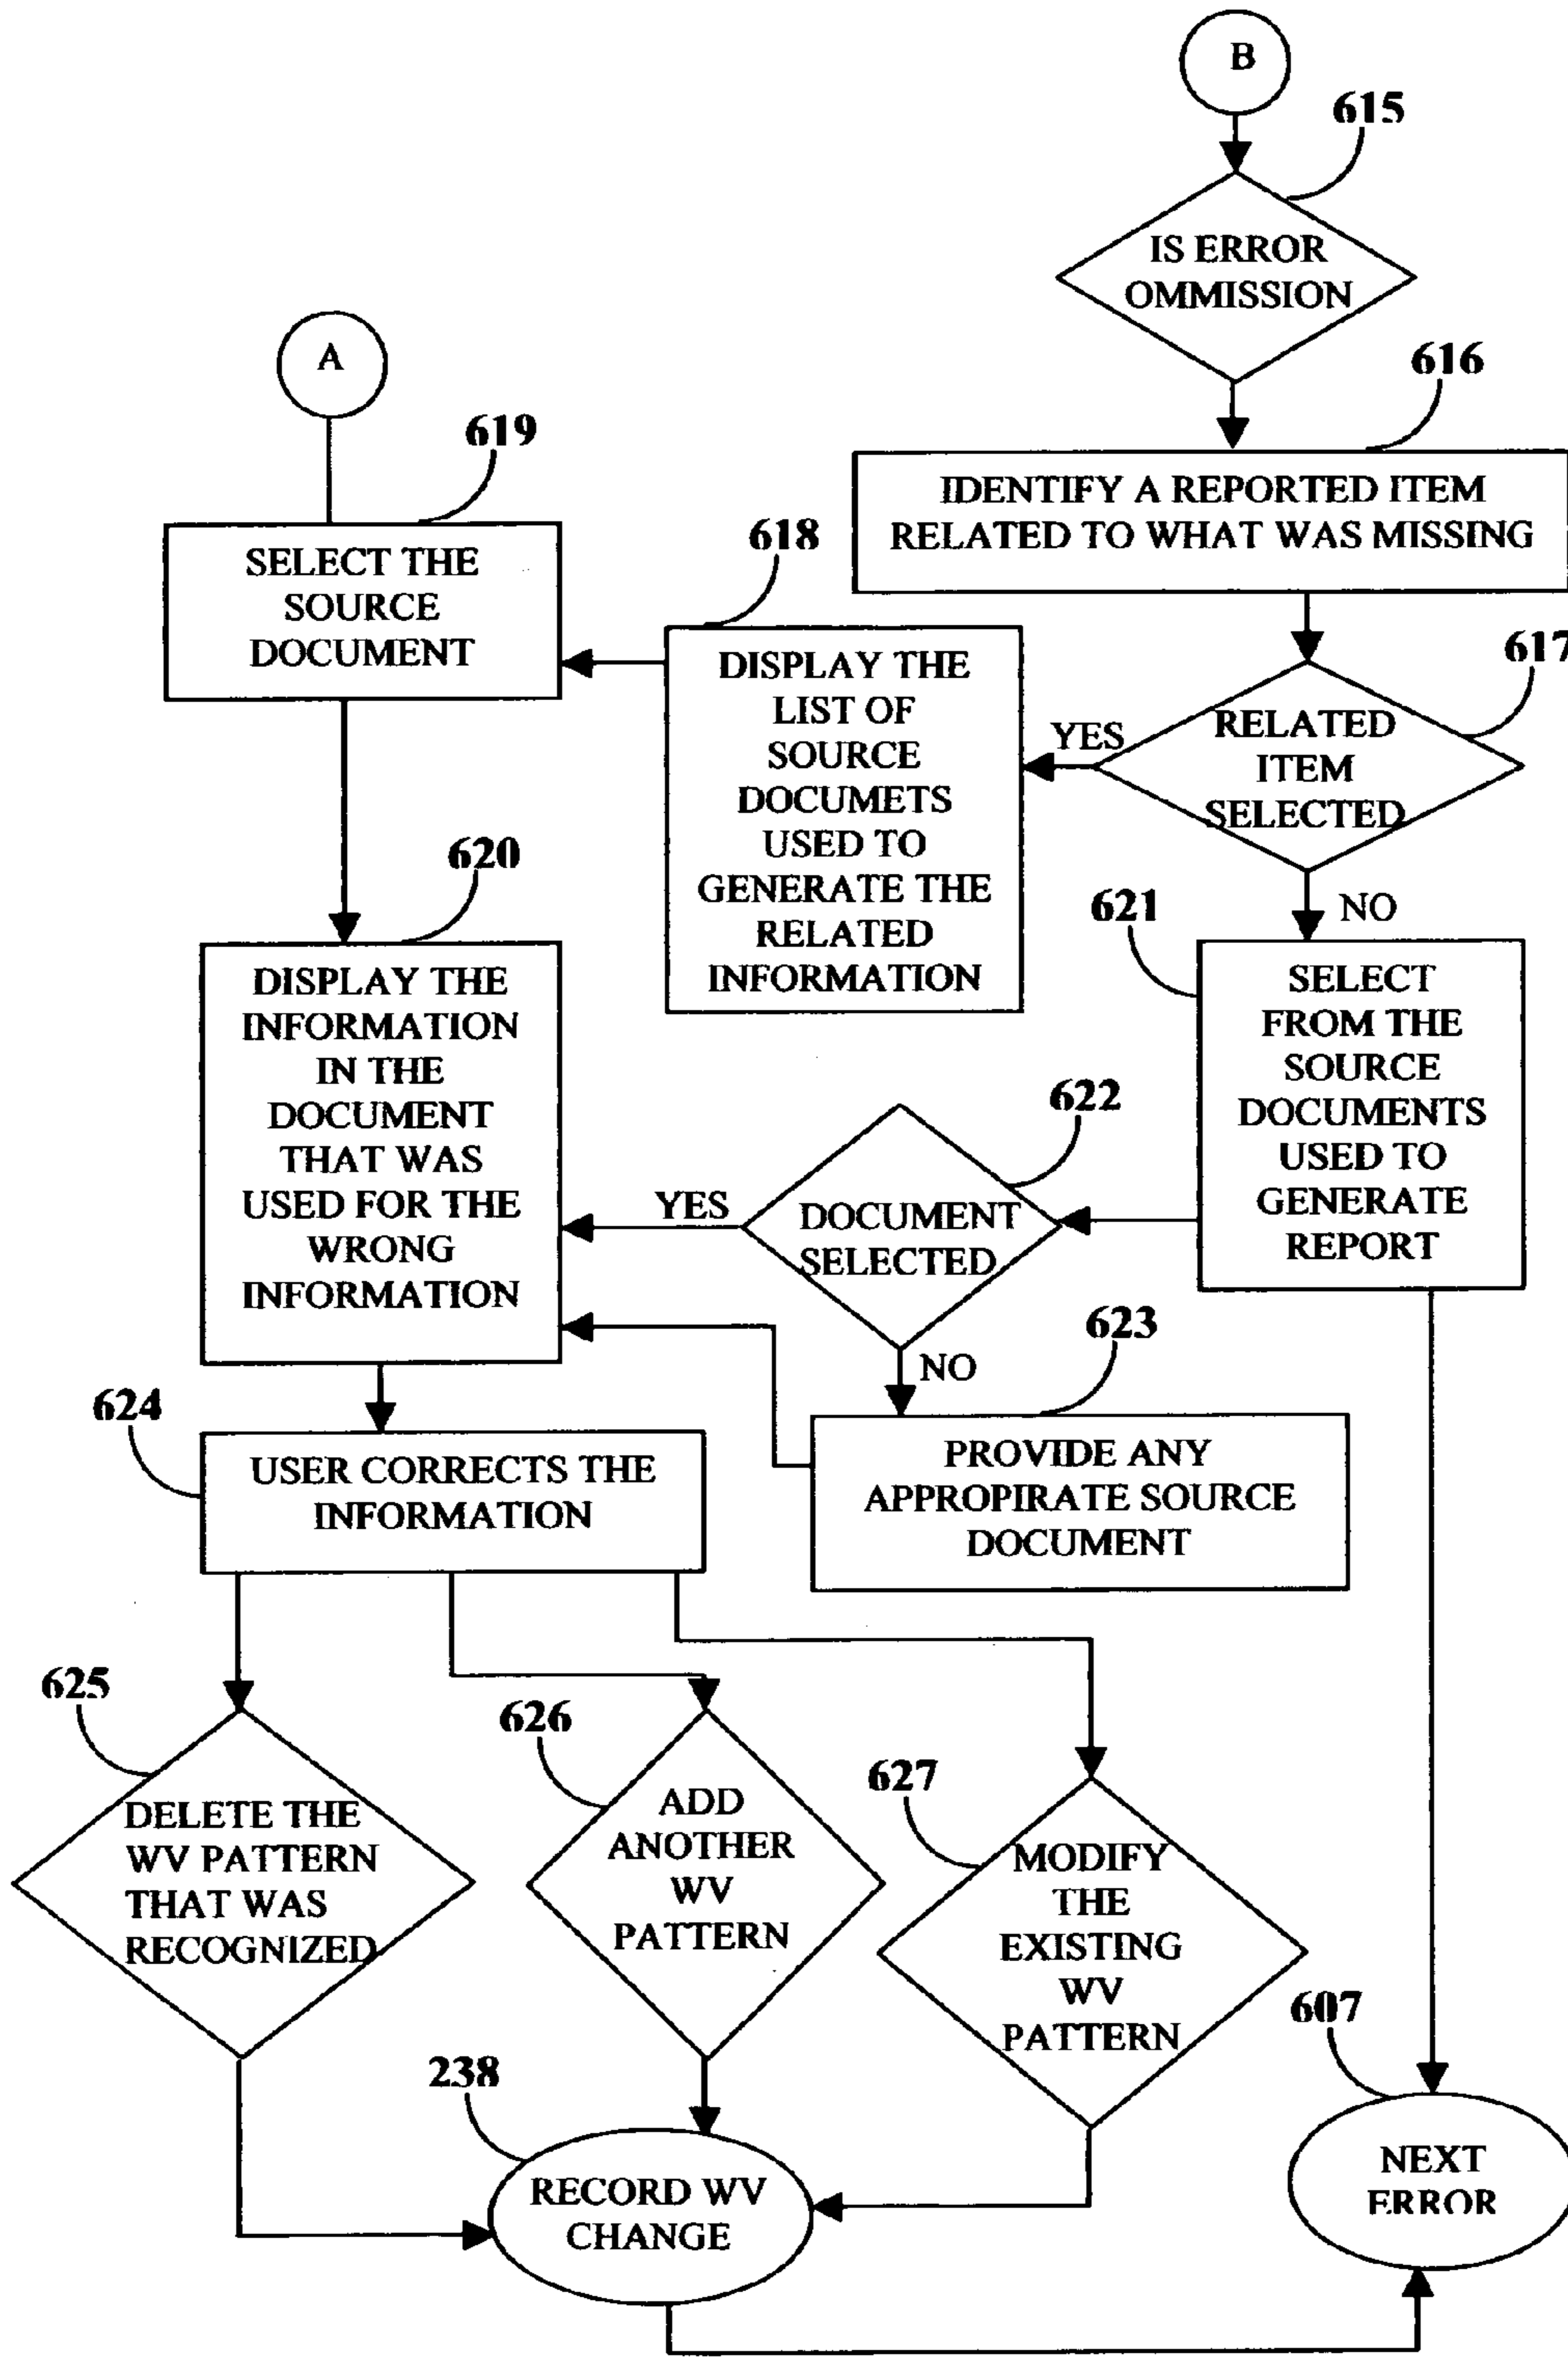 B
615
IS ERROR
OMMISSION
A
616
IDENTIFY A REPORTED ITEM
RELATED TO WHAT WAS MISSING
619
SELECT THE
SOURCE
DOCUMENT
618
DISPLAY THE
LIST OF
SOURCE
DOCUMETS
USED TO
GENERATE THE
RELATED
INFORMATION
617
RELATED
ITEM
SELECTED
YES
NO
620
DISPLAY THE
INFORMATION
IN THE
DOCUMENT
THAT WAS
USED FOR THE
WRONG
INFORMATION
621
SELECT
FROM THE
SOURCE
DOCUMENTS
USED TO
GENERATE
REPORT
622
DOCUMENT
SELECTED
YES
NO
623
PROVIDE ANY
APPROPIRATE SOURCE
DOCUMENT
624
USER CORRECTS THE
INFORMATION
625
DELETE THE
WV PATTERN
THAT WAS
RECOGNIZED
626
ADD
ANOTHER
WV
PATTERN
627
MODIFY
THE
EXISTING
WV
PATTERN
238
RECORD WV
CHANGE
607
NEXT
ERROR